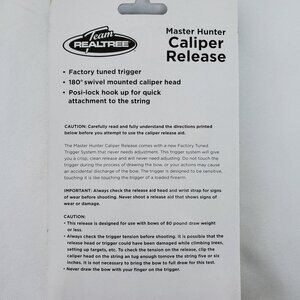 Team
REALTREE
Master Hunter
Caliper
Release
• Factory tuned trigger
• 180° swivel mounted caliper head
• Posi-lock hook up for quick
attachment to the string
CAUTION: Carefully read and fully understand the directions printed
below before you attempt to use the caliper release aid.
The Master Hunter Caliper Release comes with a new Factory Tuned
Trigger System that never needs adjustment. This trigger system will
give you a crisp, clean release and will never need adjusting. Do not touch the
trigger during the process of drawing the bow, or your actions may cause
an accidental discharge of the bow. The trigger is designed to be sensitive,
touching it is like touching the trigger of a loaded firearm.
IMPORTANT: Always check the release aid head and wrist strap for signs
of wear before shooting. Never shoot a release aid that shows signs of
wear or damage.
CAUTION:
• This release is designed for use with bows of 80 pound draw weight
or less.
• Always check the trigger tension before shooting. It is possible that the
release head or trigger could have been damaged while climbing trees,
setting up targets, etc. To check the tension on the release, clip the
caliper head on the string an tug enough tomove the string five or six
inches. It is not necessary to bring the bow to full draw for this test.
• Never draw the bow with your finger on the trigger.